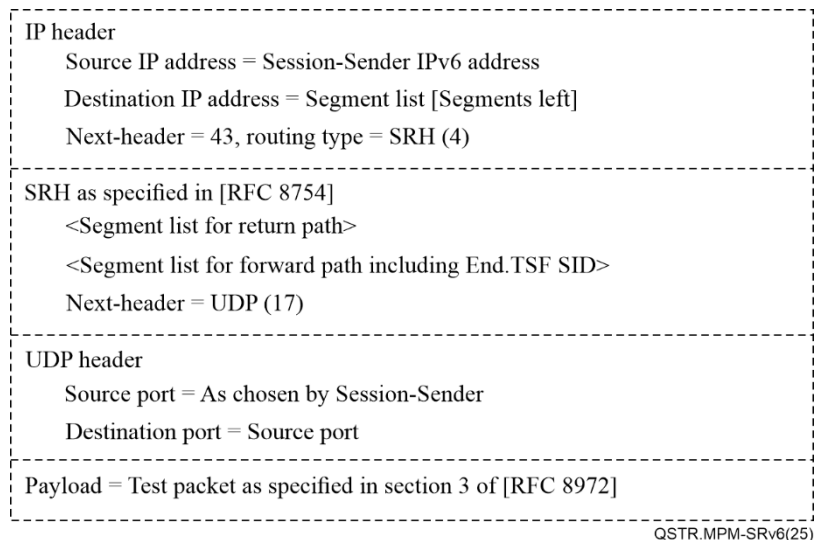 IP header
Source IP address = Session-Sender IPv6 address
Destination IP address = Segment list [Segments left]
Next-header = 43, routing type = SRH (4)
SRH as specified in [RFC 8754]
<Segment list for return path>
<Segment list for forward path including End.TSF SID>
Next-header = UDP (17)
UDP header
Source port = As chosen by Session-Sender
Destination port = Source port
Payload = Test packet as specified in section 3 of [RFC 8972]
QSTR.MPM-SRv6(25)